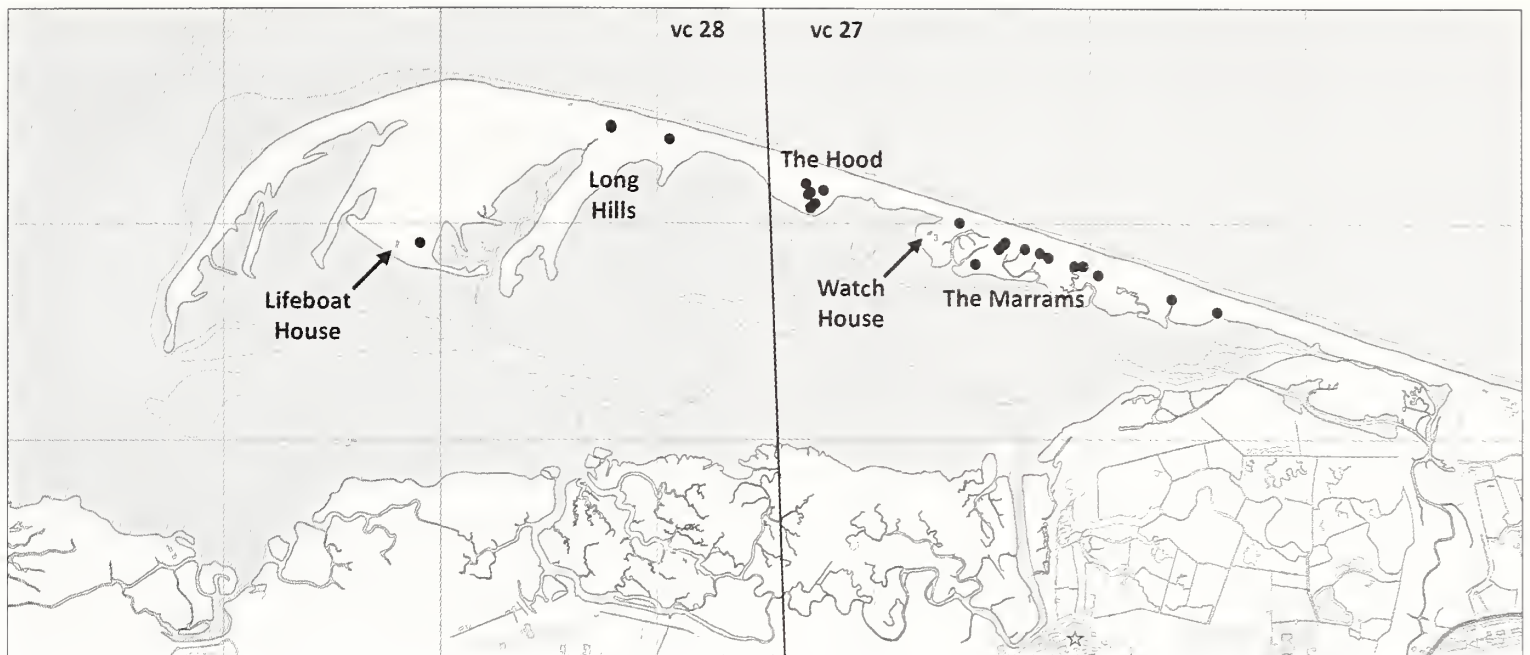 vc 28
vc 27
The Hood
Long
Hills
Lifeboat
House
Watch
House
The Marrams